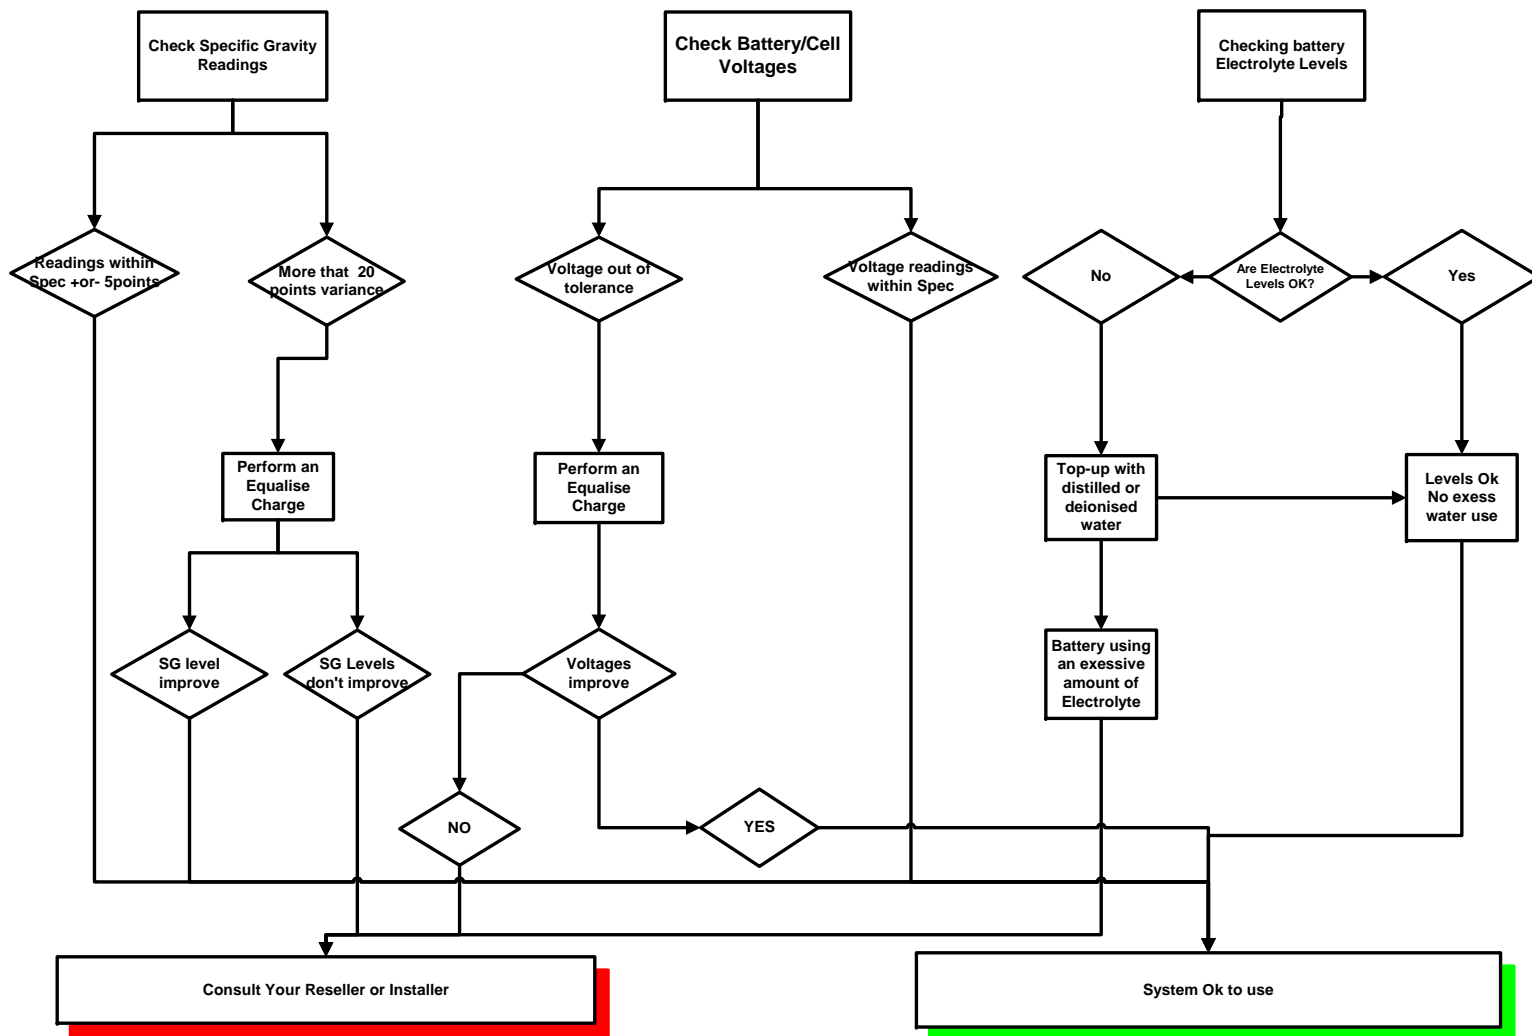 Check Specific Gravity
Readings
Check Battery/Cell
Voltages
Checking battery
Electrolyte Levels
Readings within
Spec +or- 5points
More that 20
points variance
Voltage out of
tolerance
Voltage readings
within Spec
No
Are Electrolyte
Levels OK?
Yes
Perform an
Equalise
Charge
Perform an
Equalise
Charge
Top-up with
distilled or
deionised
water
Levels Ok
No exess
water use
SG level
improve
SG Levels
don't improve
Voltages
improve
Battery using
an exessive
amount of
Electrolyte
NO
YES
Consult Your Reseller or Installer
System Ok to use